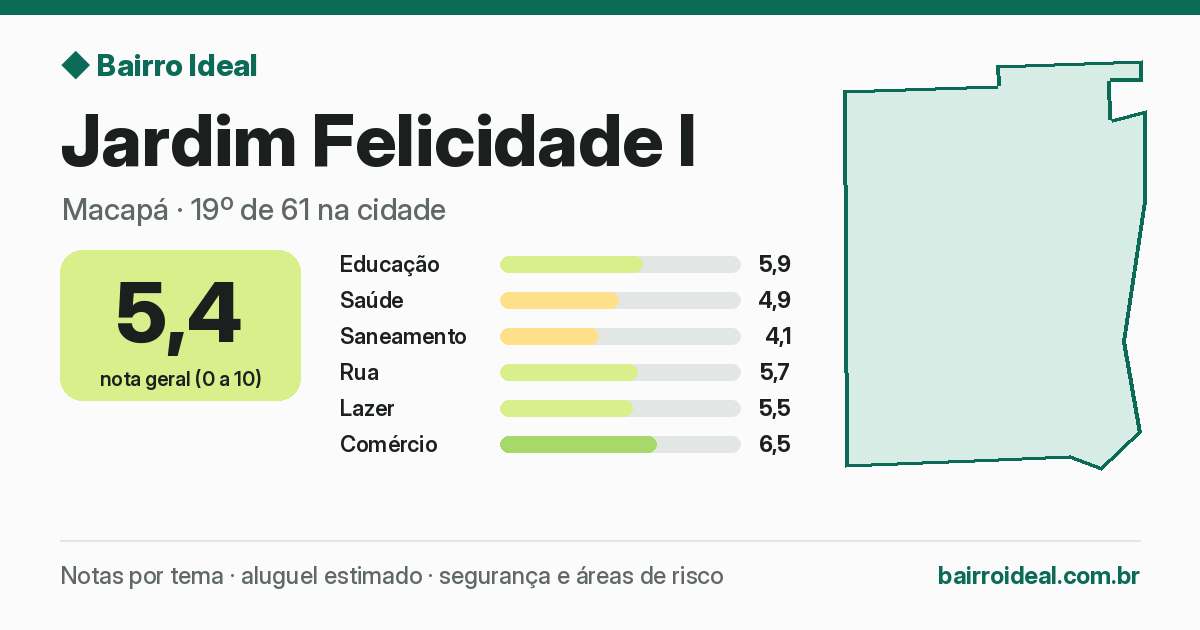 Bairro Ideal
Jardim Felicidade I
Macapá · 19º de 61 na cidade
5,4
nota geral (0 a 10)
Educação 5,9
Saúde 4,9
Saneamento 4,1
Rua 5,7
Lazer 5,5
Comércio 6,5
Notas por tema · aluguel estimado · segurança e áreas de risco
bairroideal.com.br